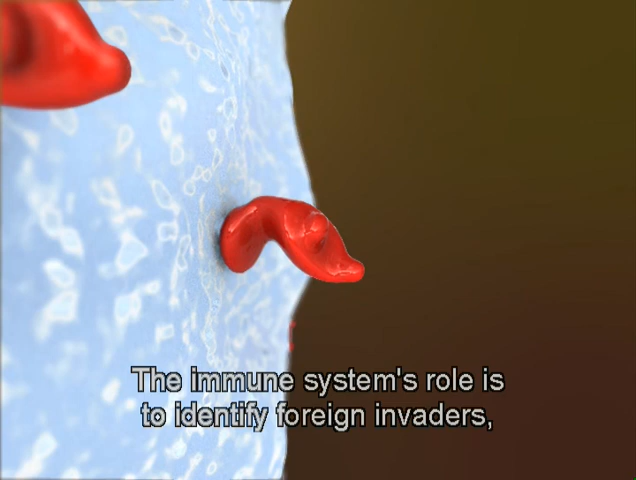 The immune system's role is
to identify foreign invaders,